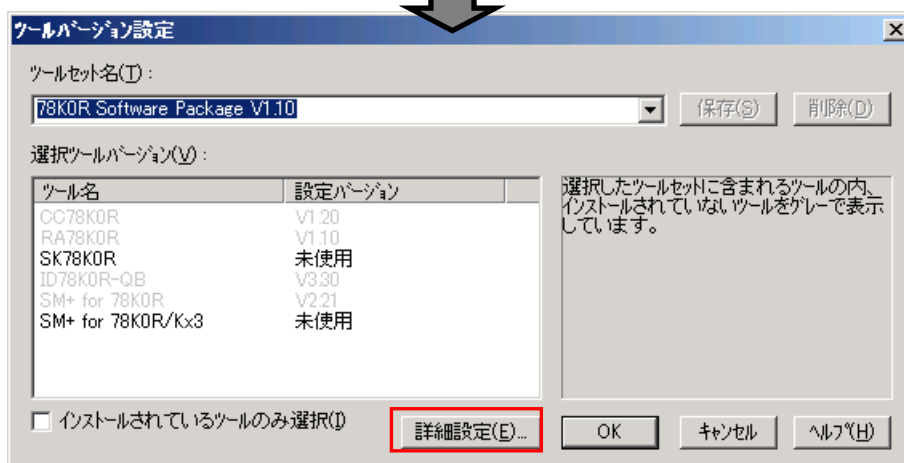 ツールバージョン設定
ツールセット名(T):
78K0R Software Package V1.10
保存(S)
削除(D)
選択ツールバージョン(V):
ツール名 設定バージョン
CC78K0R V1.20
RA78K0R V1.10
SK78K0R 未使用
ID78K0R-QB V3.30
SM+ for 78K0R V2.21
SM+ for 78K0R/Kx3 未使用
選択したツールセットに含まれるツールの内、
インストールされていないツールをグレーで表示
しています。
インストールされているツールのみ選択(I)
詳細設定(E)...
OK
キャンセル
ヘルプ(H)